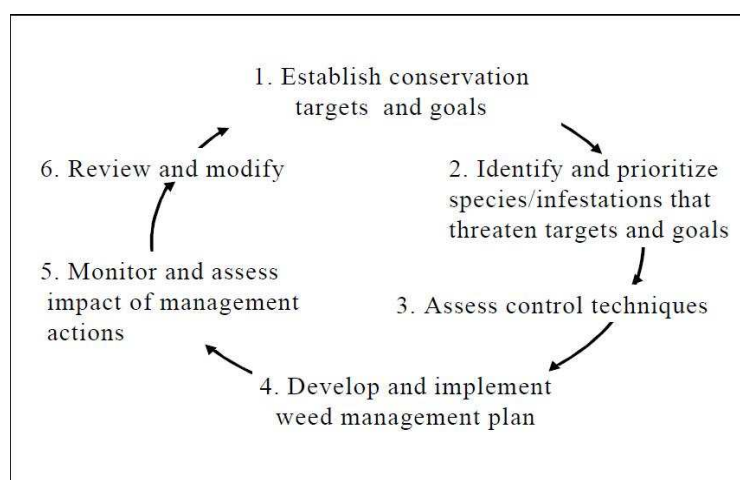 1. Establish conservation
targets and goals
2. Identify and prioritize
species/infestations that
threaten targets and goals
3. Assess control techniques
4. Develop and implement
weed management plan
5. Monitor and assess
impact of management
actions
6. Review and modify